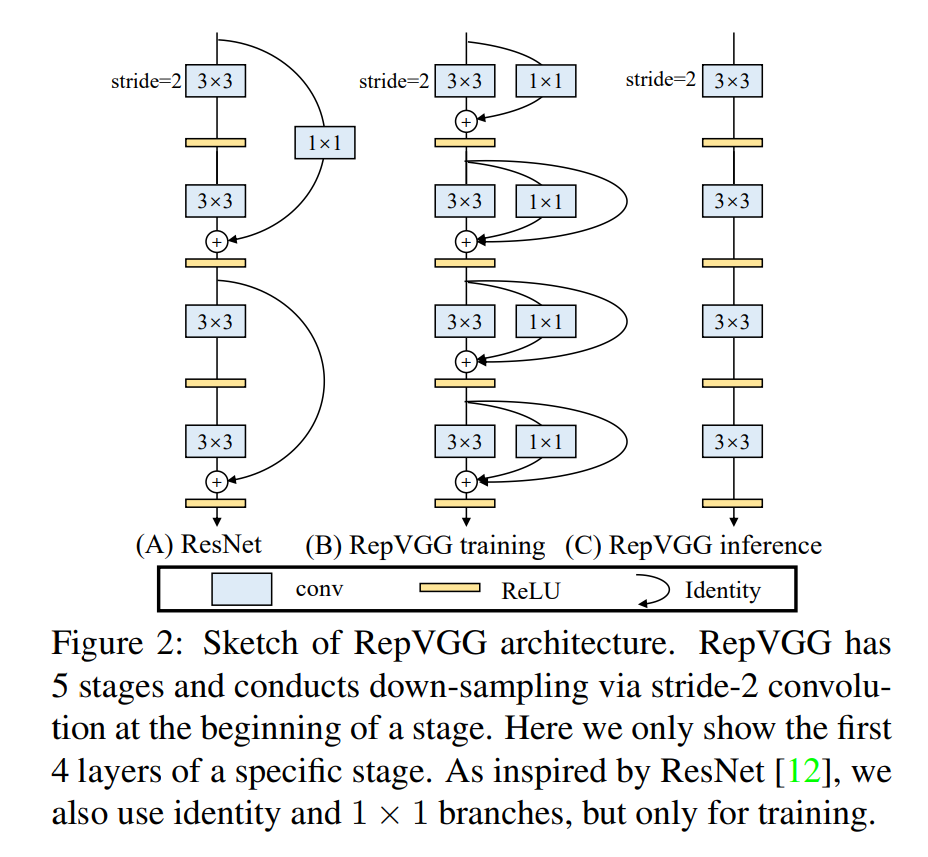 stride=2 3×3 stride=2 3×3 1×1 stride=2 3×3
+
1×1
3×3 3×3 1×1 3×3
+ +
3×3 3×3 1×1 3×3
+
3×3 3×3 1×1 3×3
+ +
(A) ResNet (B) RepVGG training (C) RepVGG inference
conv ReLU Identity
Figure 2: Sketch of RepVGG architecture. RepVGG has
5 stages and conducts down-sampling via stride-2 convolu-
tion at the beginning of a stage. Here we only show the first
4 layers of a specific stage. As inspired by ResNet [12], we
also use identity and 1 × 1 branches, but only for training.